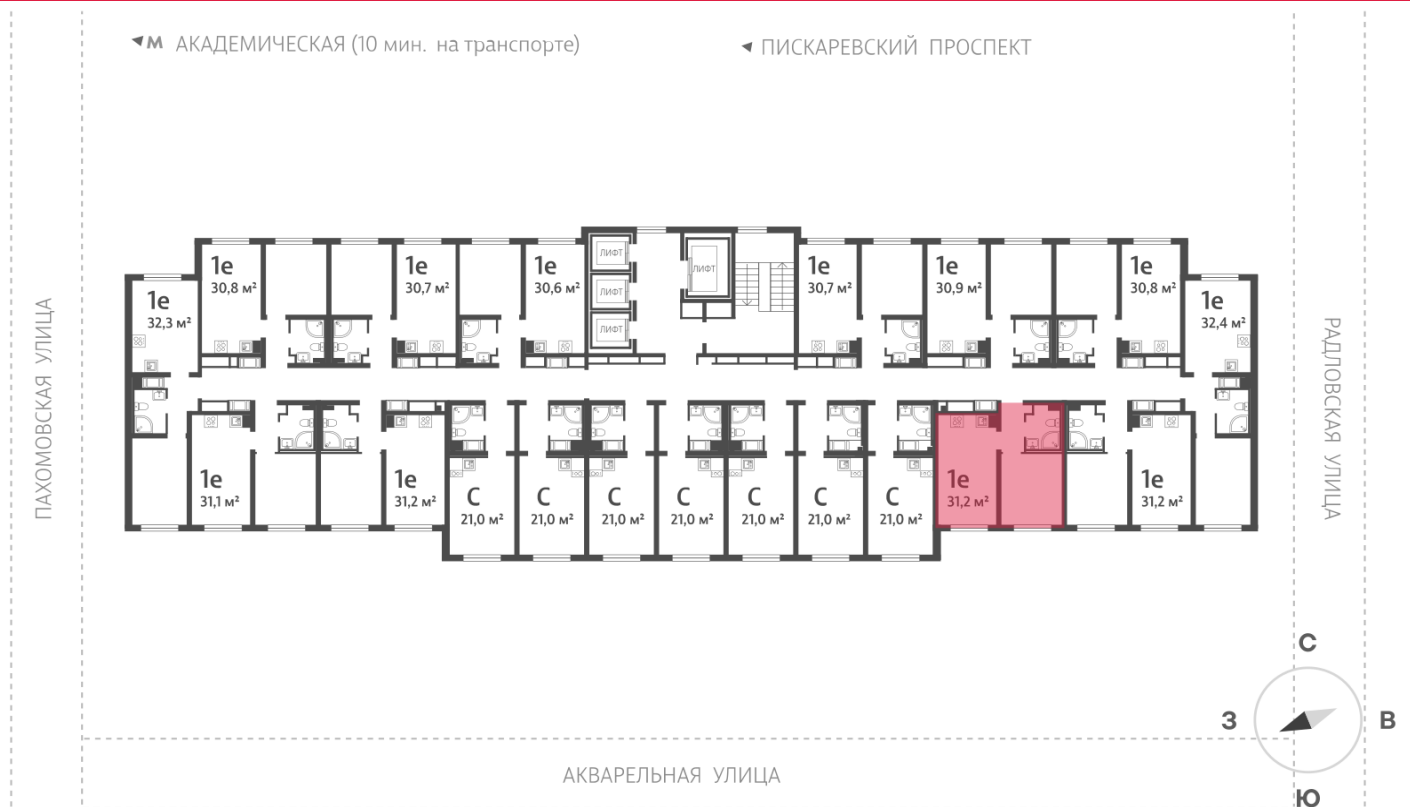 М АКАДЕМИЧЕСКАЯ (10 мин. на транспорте)
ПИСКАРЕВСКИЙ ПРОСПЕКТ
ПАХОМОВСКАЯ УЛИЦА
РАДЛОВСКАЯ УЛИЦА
1е
32,3 м²
1е
30,8 м²
1е
30,7 м²
1е
30,6 м²
ЛИФТ
ЛИФТ
ЛИФТ
ЛИФТ
1е
30,7 м²
1е
30,9 м²
1е
30,8 м²
1е
32,4 м²
1е
31,1 м²
1е
31,2 м²
С
21,0 м²
С
21,0 м²
С
21,0 м²
С
21,0 м²
С
21,0 м²
С
21,0 м²
С
21,0 м²
1е
31,2 м²
1е
31,2 м²
С
З
В
Ю
АКВАРЕЛЬНАЯ УЛИЦА